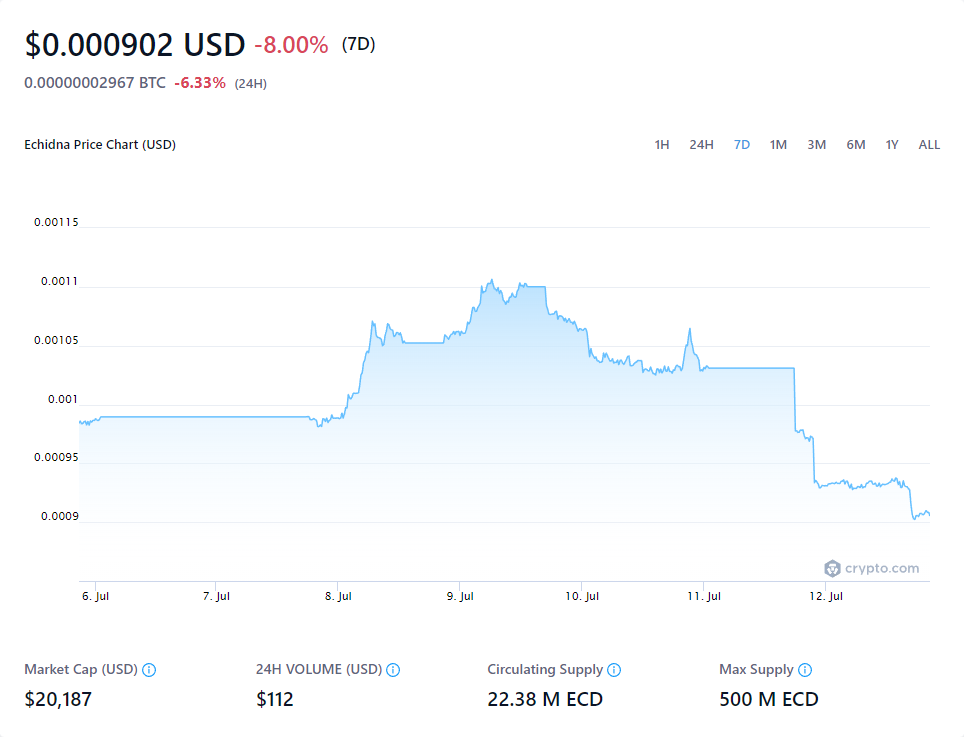 $0.000902 USD -8.00% (7D)
0.00000002967 BTC -6.33% (24H)
Echidna Price Chart (USD) 1H 24H 7D 1M 3M 6M 1Y ALL
0.00115
0.0011
0.00105
0.001
0.00095
0.0009
crypto.com
6. Jul 7. Jul 8. Jul 9. Jul 10. Jul 11. Jul 12. Jul
Market Cap (USD) 24H VOLUME (USD) Circulating Supply Max Supply
$20,187 $112 22.38 M ECD 500 M ECD